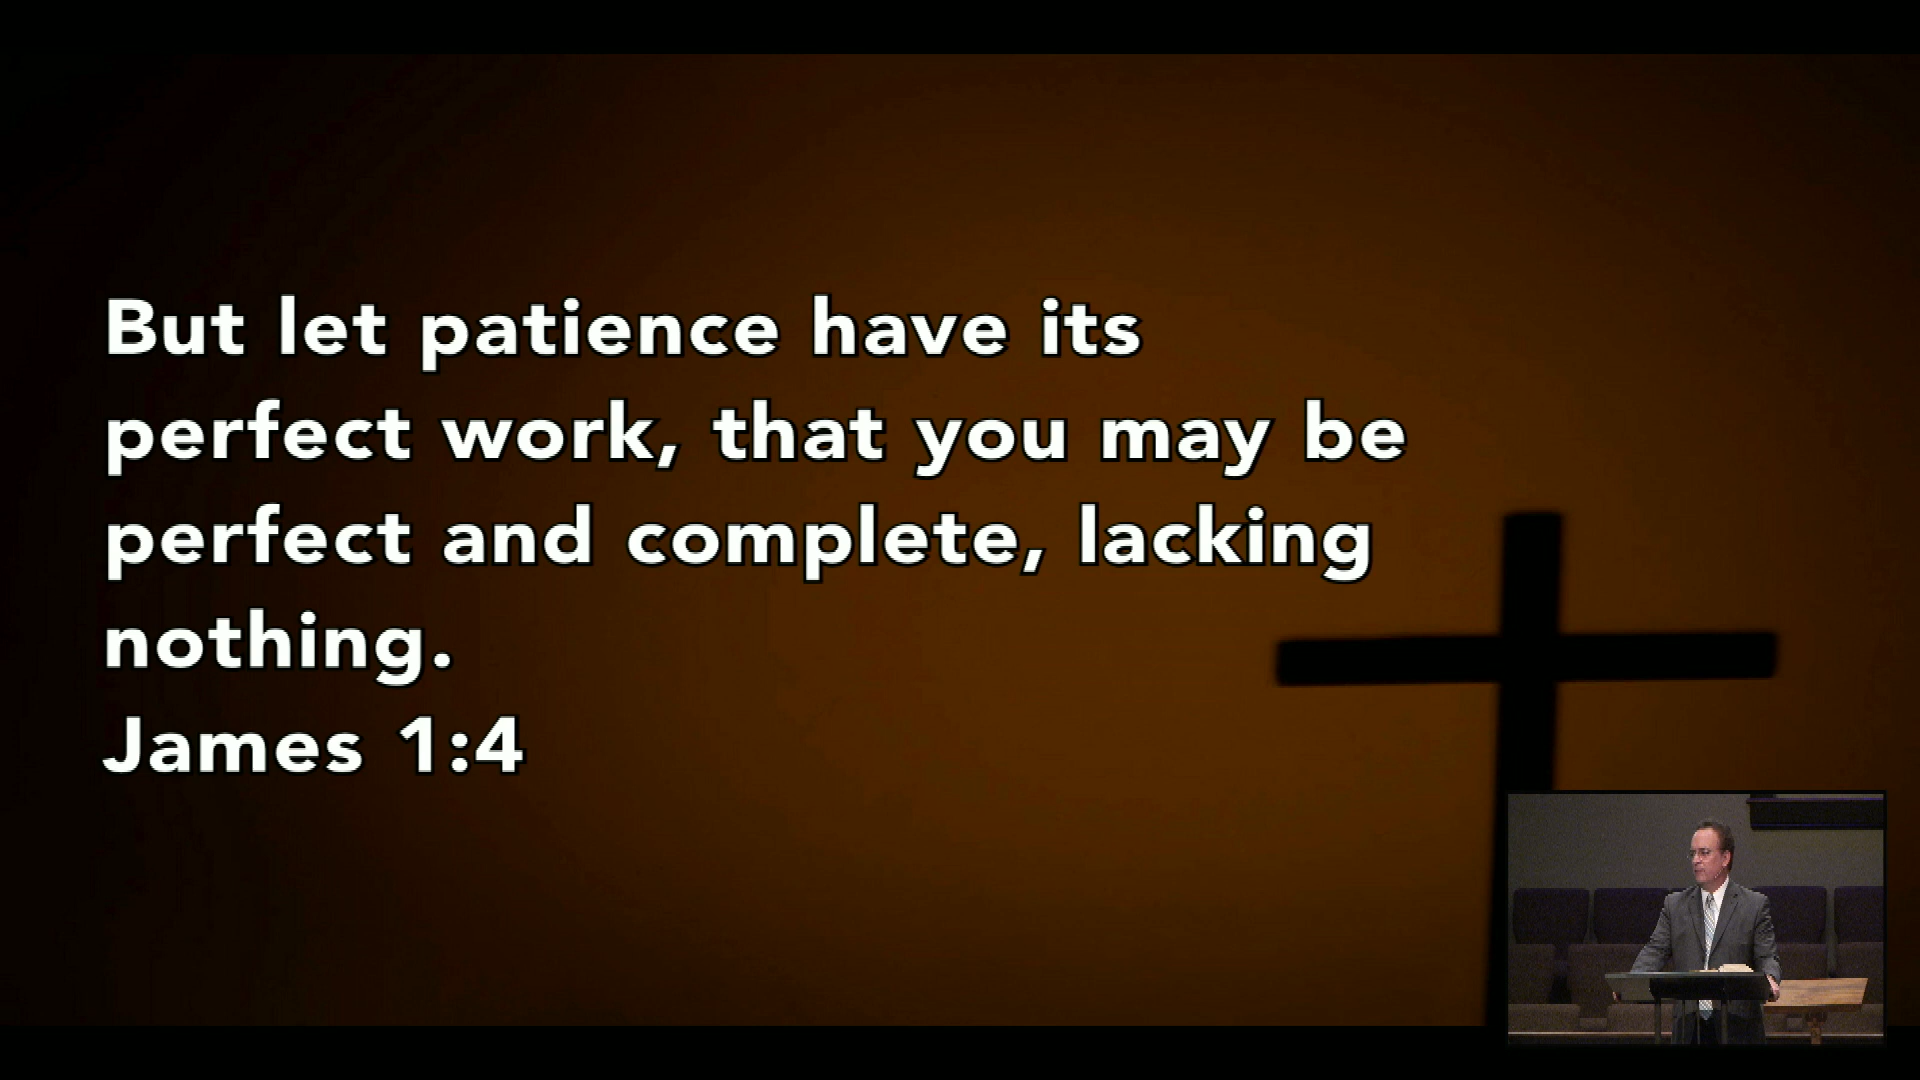 But let patience have its
perfect work, that you may be
perfect and complete, lacking
nothing.
James 1:4